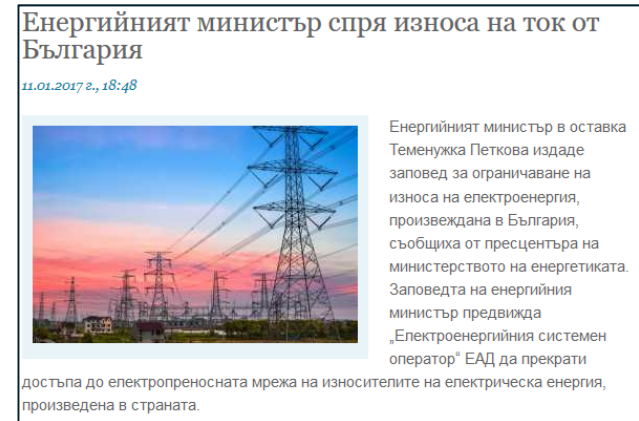 Енергийният министър спря износа на ток от
България
11.01.2017 г., 18:48
Енергийният министър в оставка
Теменужка Петкова издаде
заповед за ограничаване на
износа на електроенергия,
произвеждана в България,
съобщиха от пресцентъра на
министерството на енергетиката.
Заповедта на енергийния
министър предвижда
„Електроенергийния системен
оператор“ ЕАД да прекрати
достъпа до електропреносната мрежа на износителите на електрическа енергия,
произведена в страната.